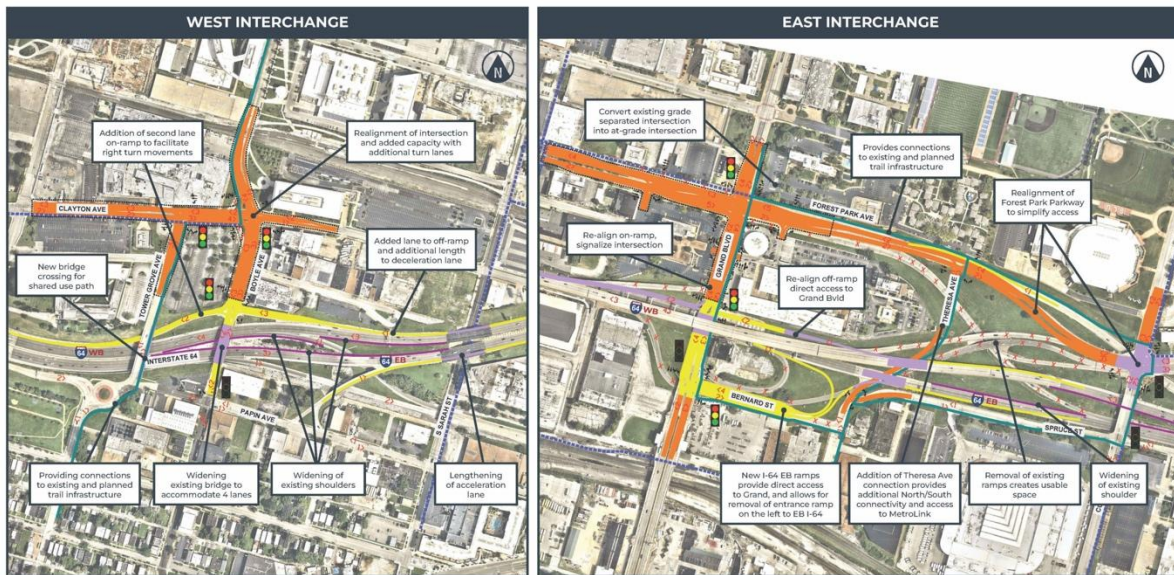 WEST INTERCHANGE
N
Addition of second lane
on-ramp to facilitate
right turn movements
Realignment of intersection
and added capacity with
additional turn lanes
CLAYTON AVE
TOWER GROVE AVE
BOYLE AVE
Added lane to off-ramp
and additional length
to deceleration lane
New bridge
crossing for
shared use path
64 WB
INTERSTATE 64
64 EB
PAPIN AVE
S SARAH ST
Providing connections
to existing and planned
trail infrastructure
Widening
existing bridge to
accommodate 4 lanes
Widening of
existing shoulders
Lengthening
of acceleration
lane
EAST INTERCHANGE
N
Convert existing grade
separated intersection
into at-grade intersection
Provides connections
to existing and planned
trail infrastructure
Realignment of
Forest Park Parkway
to simplify access
FOREST PARK AVE
Re-align on-ramp,
signalize intersection
GRAND BLVD
Re-align off-ramp
direct access to
Grand Bvld
THERESA AVE
64 WB
BERNARD ST
64 EB
SPRUCE ST
New I-64 EB ramps
provide direct access
to Grand, and allows for
removal of entrance ramp
on the left to EB I-64
Addition of Theresa Ave
connection provides
additional North/South
connectivity and access
to MetroLink
Removal of existing
ramps creates usable
space
Widening
of existing
shoulder